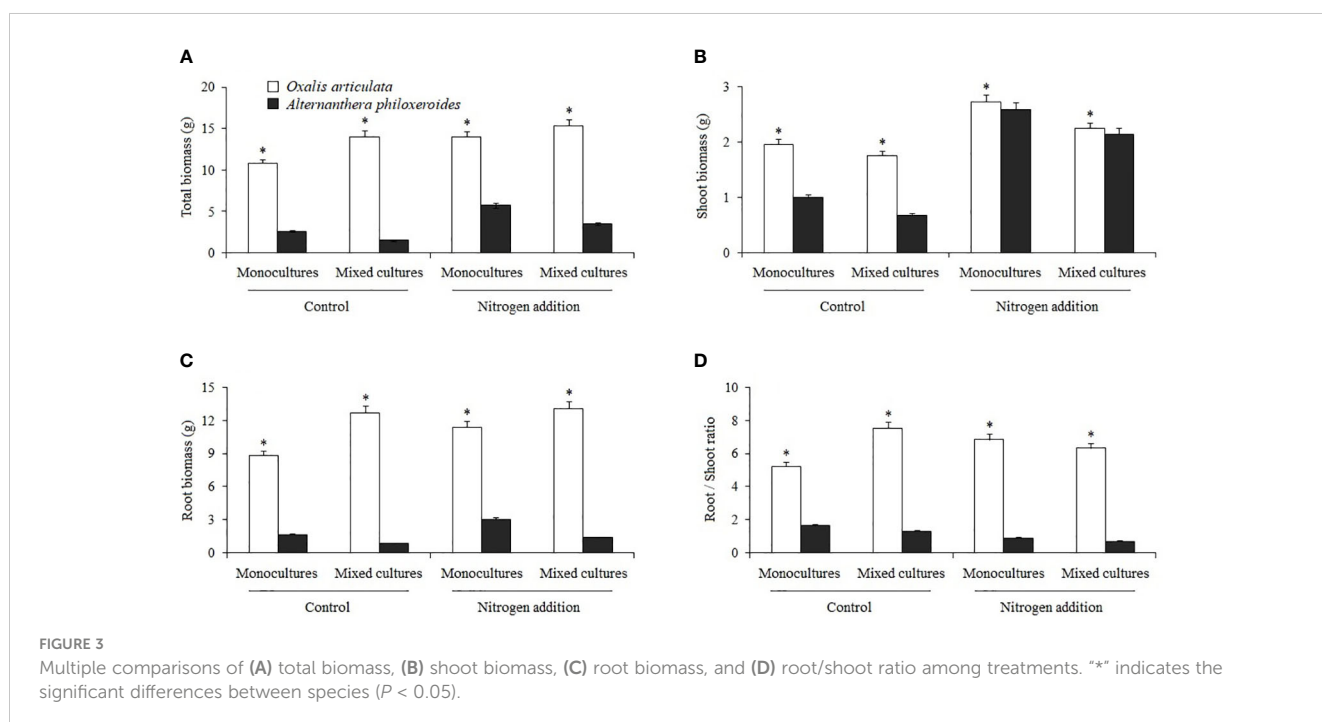 A
Oxalis articulata
Alternanthera philoxeroides
Total biomass (g)
20
15
10
5
0
* * * *
Monocultures Mixed cultures Monocultures Mixed cultures
Control Nitrogen addition
B
Shoot biomass (g)
3
2
1
0
* * * *
Monocultures Mixed cultures Monocultures Mixed cultures
Control Nitrogen addition
C
Root biomass (g)
15
12
9
6
3
0
* * * *
Monocultures Mixed cultures Monocultures Mixed cultures
Control Nitrogen addition
D
Root / Shoot ratio
10
8
6
4
2
0
* * * *
Monocultures Mixed cultures Monocultures Mixed cultures
Control Nitrogen addition
FIGURE 3
Multiple comparisons of (A) total biomass, (B) shoot biomass, (C) root biomass, and (D) root/shoot ratio among treatments. “*” indicates the
significant differences between species (P < 0.05).